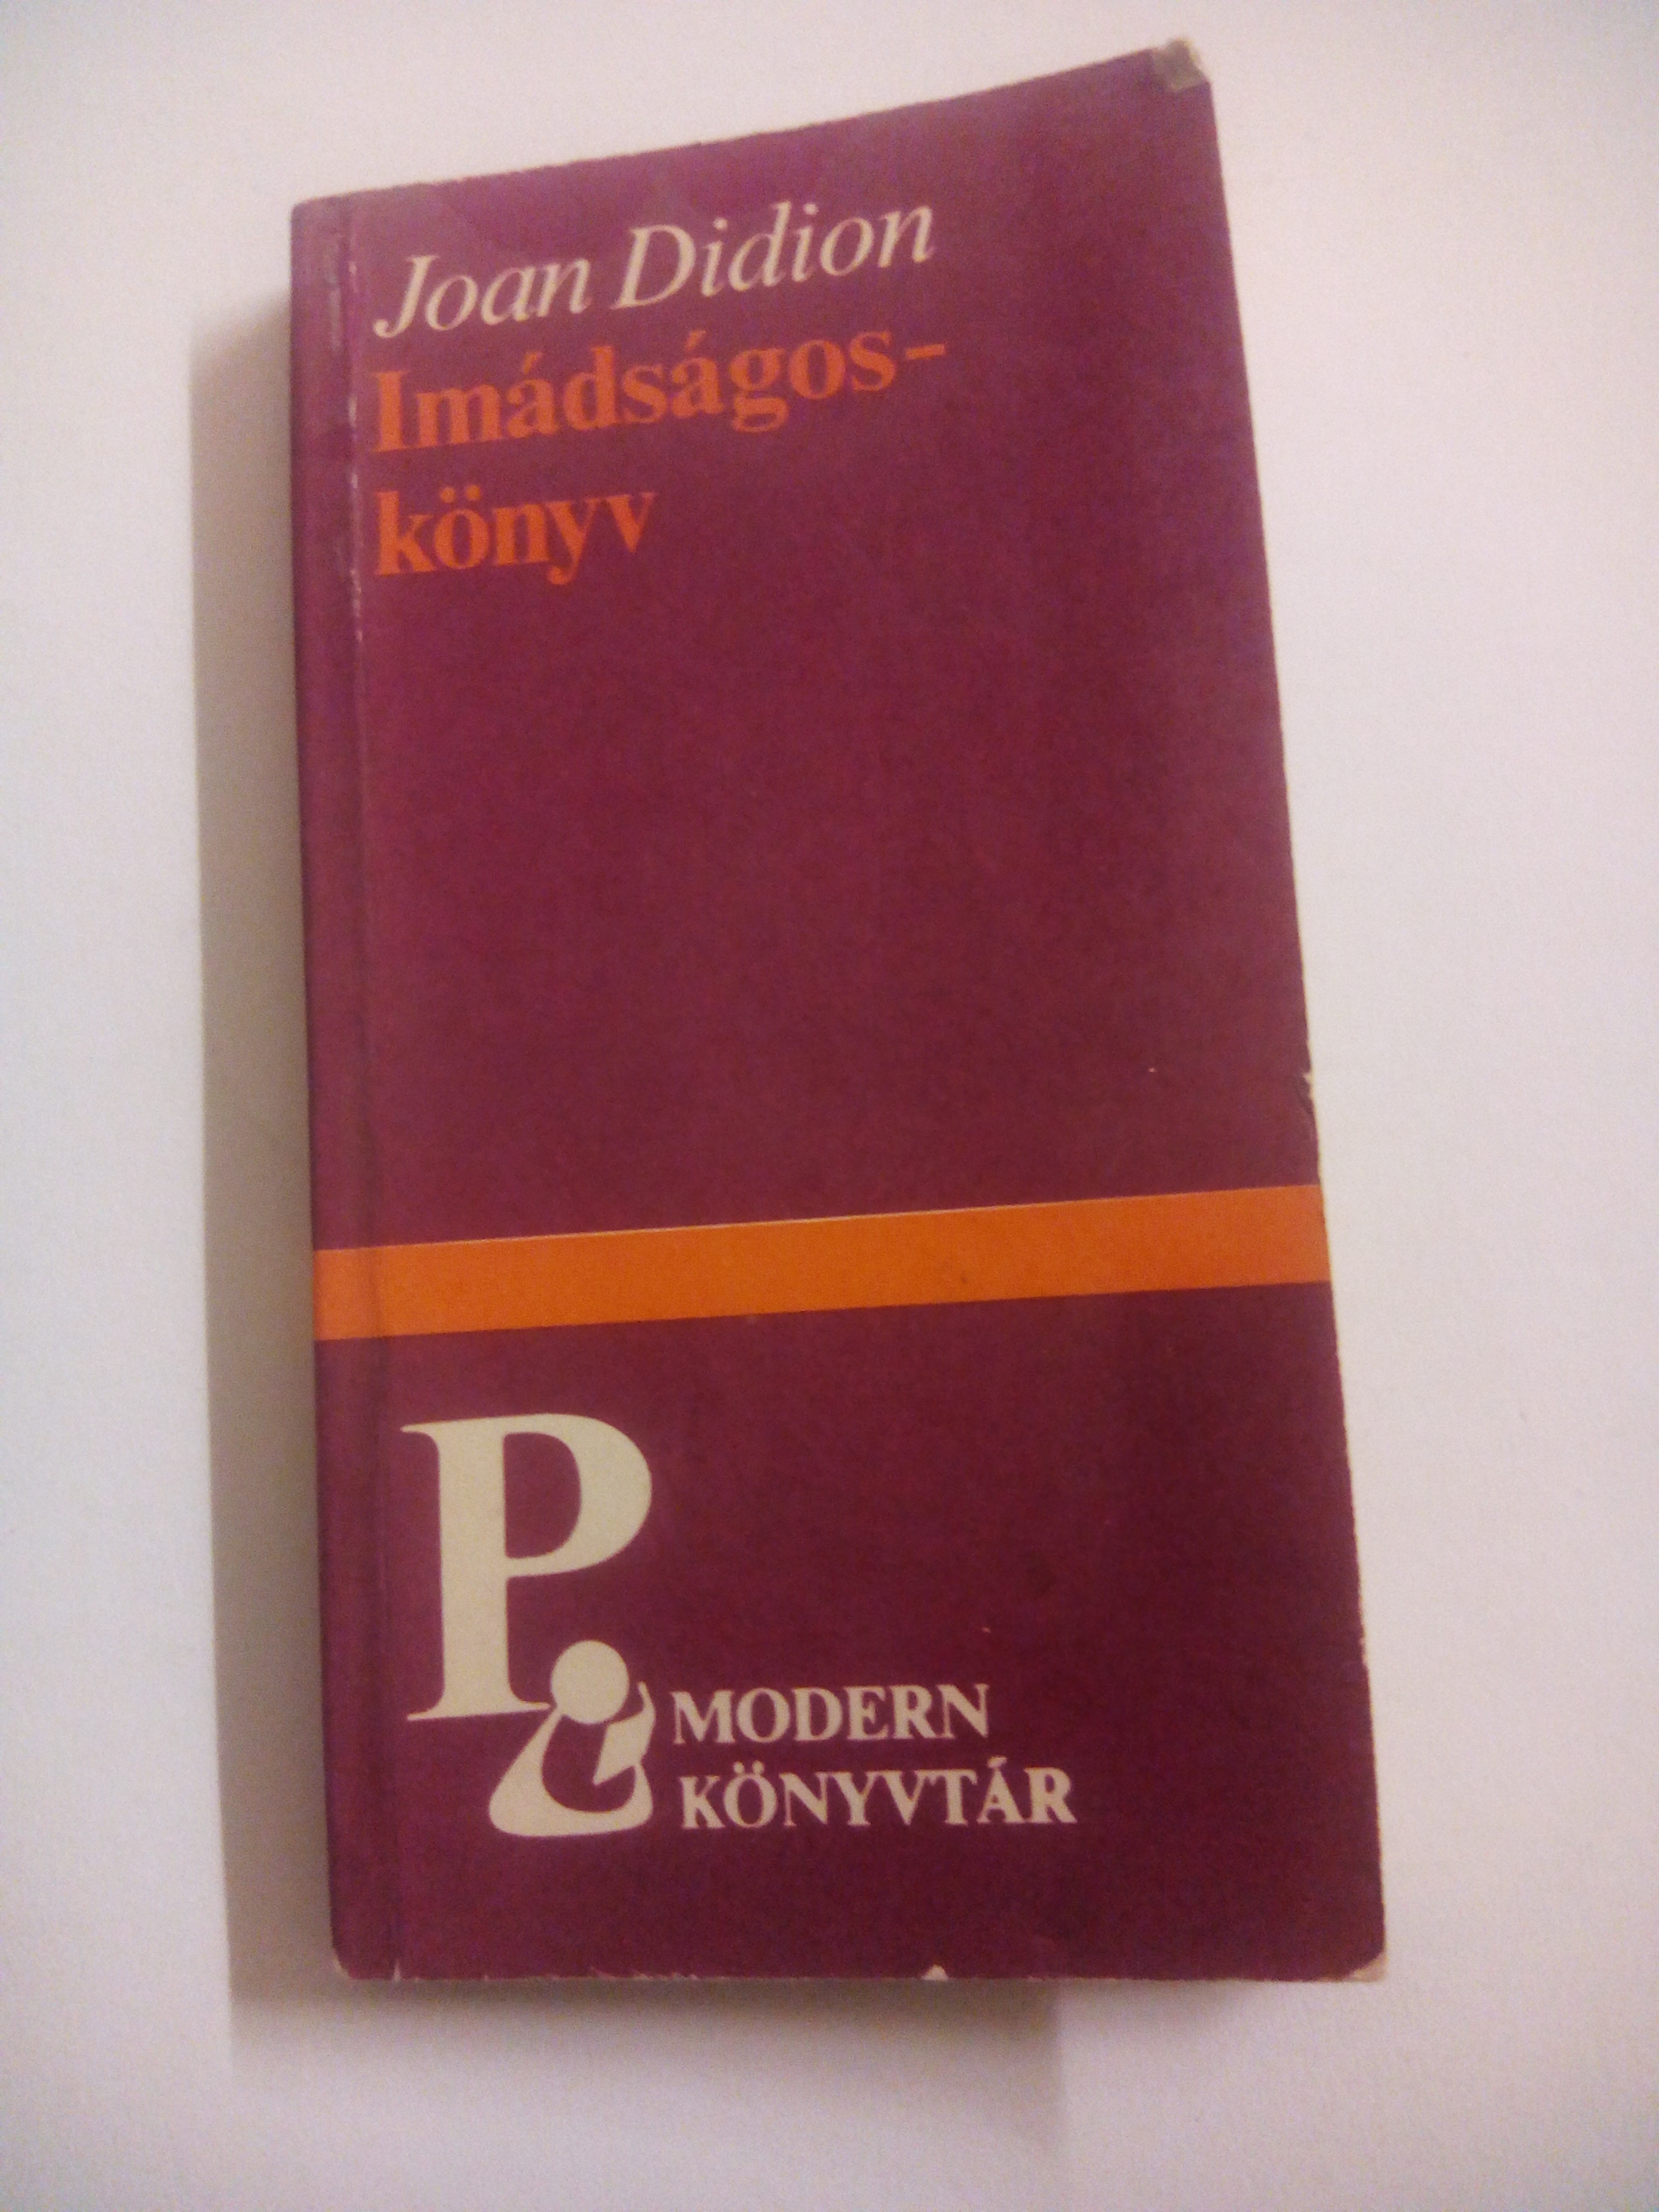 Joan Didion
Imádságos-
könyv
P
MODERN
KÖNYVTÁR